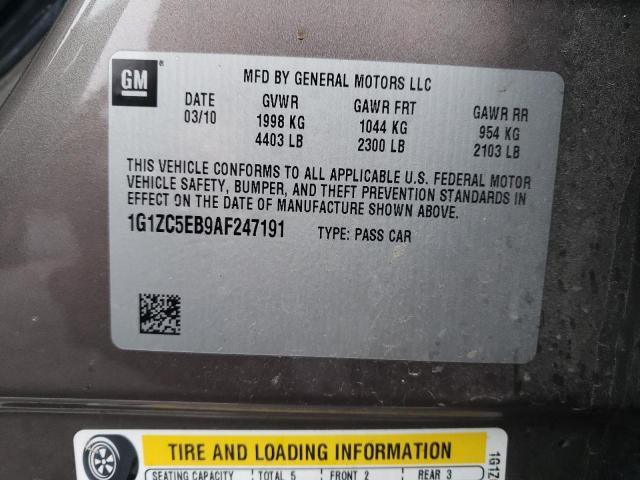 GM
MFD BY GENERAL MOTORS LLC
DATE GVWR GAWR FRT GAWR RR
03/10 1998 KG 1044 KG 954 KG
4403 LB 2300 LB 2103 LB
THIS VEHICLE CONFORMS TO ALL APPLICABLE U.S. FEDERAL MOTOR
VEHICLE SAFETY, BUMPER, AND THEFT PREVENTION STANDARDS IN
EFFECT ON THE DATE OF MANUFACTURE SHOWN ABOVE.
1G1ZC5EB9AF247191 TYPE: PASS CAR
TIRE AND LOADING INFORMATION
SEATING CAPACITY TOTAL 5 FRONT 2 REAR 3
1G1Z